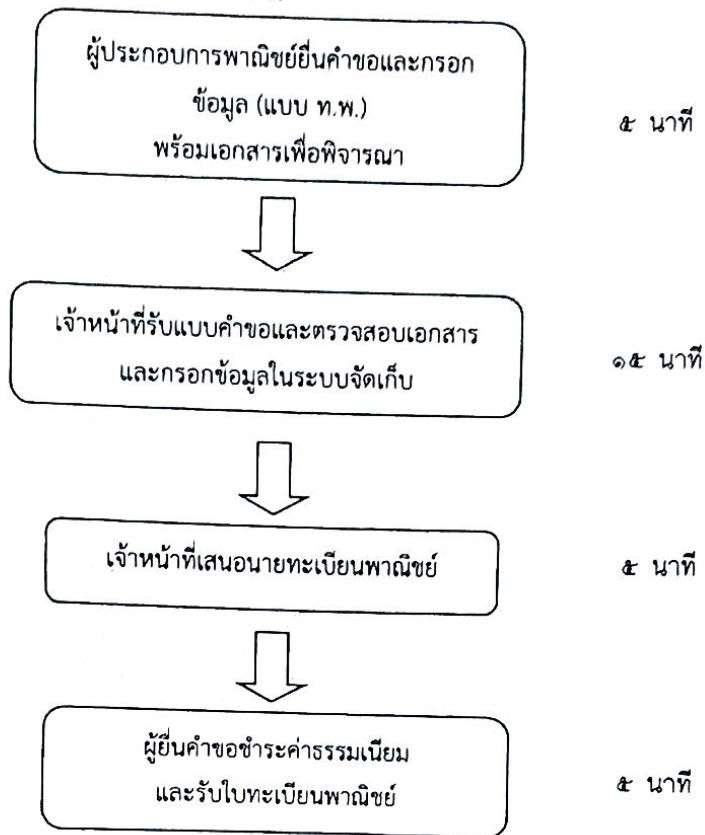 ผู้ประกอบการพาณิชย์ยื่นคำขอและกรอก
ข้อมูล (แบบ ท.พ.)
พร้อมเอกสารเพื่อพิจารณา
๕ นาที
เจ้าหน้าที่รับแบบคำขอและตรวจสอบเอกสาร
และกรอกข้อมูลในระบบจัดเก็บ
๑๕ นาที
เจ้าหน้าที่เสนอนายทะเบียนพาณิชย์
๕ นาที
ผู้ยื่นคำขอชำระค่าธรรมเนียม
และรับใบทะเบียนพาณิชย์
๕ นาที